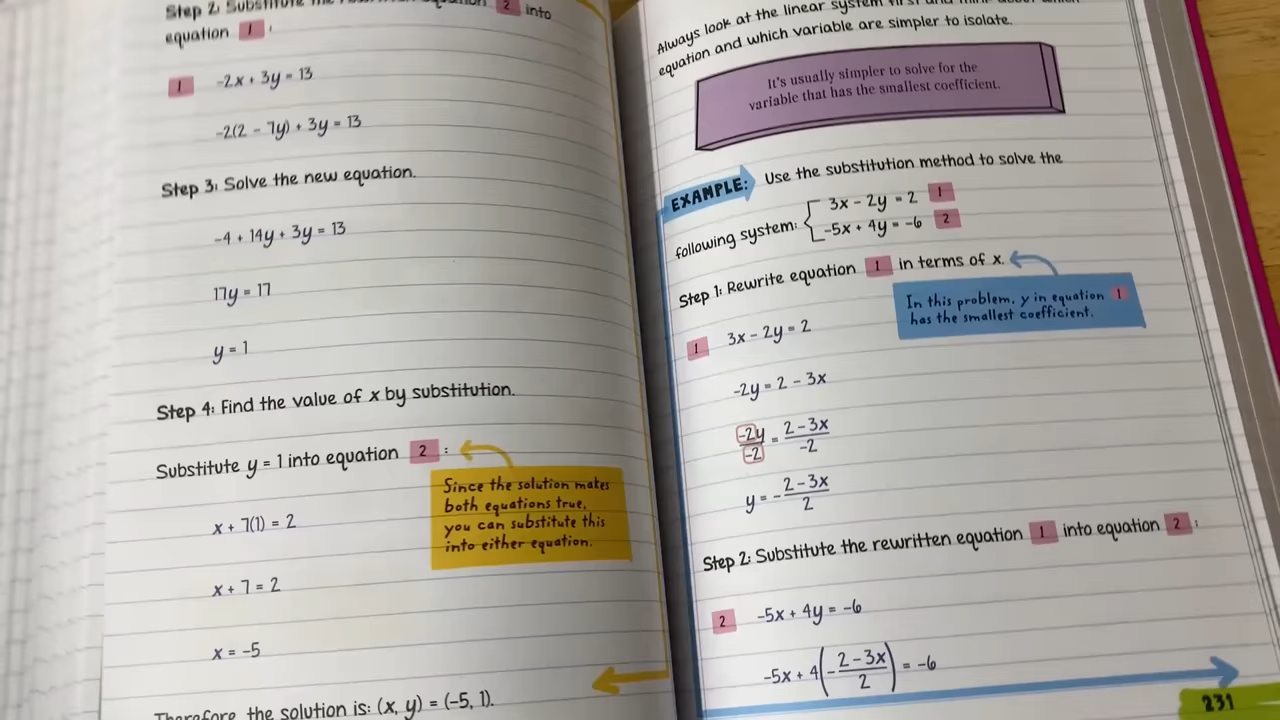 Step 2: Substitute the equation 2 into
equation 1 :
1 -2x + 3y = 13
-2(2 - 7y) + 3y = 13
Step 3: Solve the new equation.
-4 + 14y + 3y = 13
17y = 17
y = 1
Step 4: Find the value of x by substitution.
Substitute y = 1 into equation 2 :
Since the solution makes
both equations true,
you can substitute this
into either equation.
x + 7(1) = 2
x + 7 = 2
x = -5
Therefore the solution is: (x, y) = (-5, 1).
Always look at the linear system first and think about which
equation and which variable are simpler to isolate.
It's usually simpler to solve for the
variable that has the smallest coefficient.
EXAMPLE: Use the substitution method to solve the
following system: { 3x - 2y = 2 1
-5x + 4y = -6 2
Step 1: Rewrite equation 1 in terms of x.
In this problem, y in equation 1
has the smallest coefficient.
1 3x - 2y = 2
-2y = 2 - 3x
-2y/-2 = 2 - 3x/-2
y = - 2 - 3x/2
Step 2: Substitute the rewritten equation 1 into equation 2 :
2 -5x + 4y = -6
-5x + 4(- 2 - 3x/2) = -6
231